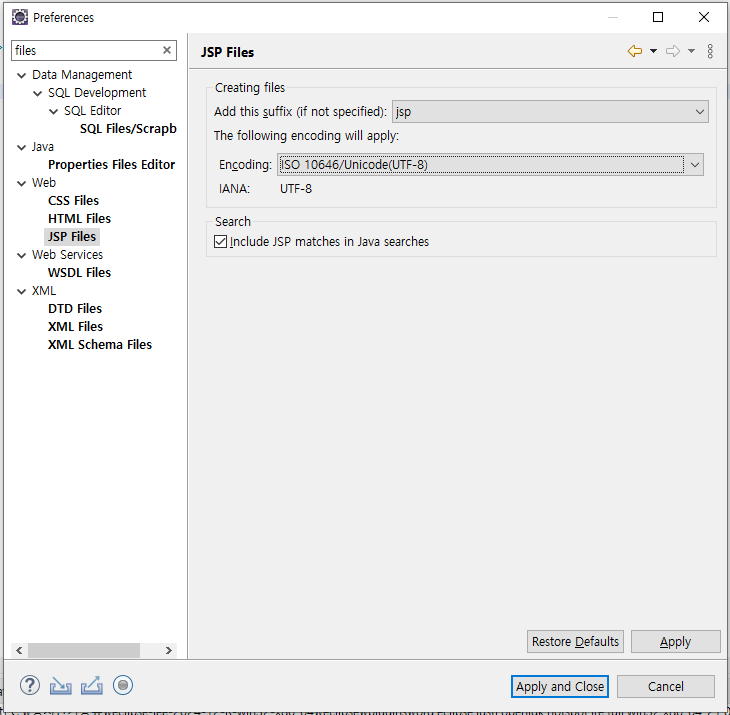 Preferences
files
JSP Files
Data Management
SQL Development
SQL Editor
SQL Files/Scrapb
Java
Properties Files Editor
Web
CSS Files
HTML Files
JSP Files
Web Services
WSDL Files
XML
DTD Files
XML Files
XML Schema Files
Creating files
Add this suffix (if not specified): jsp
The following encoding will apply:
Encoding: ISO 10646/Unicode(UTF-8)
IANA: UTF-8
Search
Include JSP matches in Java searches
Restore Defaults Apply
Apply and Close Cancel